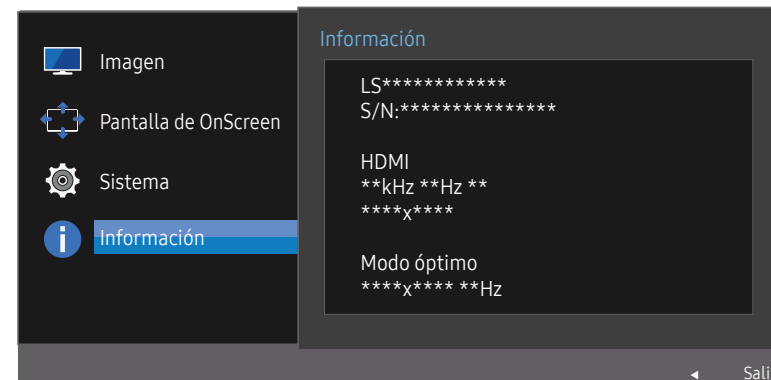 Información
Imagen
Pantalla de OnScreen
Sistema
Información
LS************
S/N:***************
HDMI
**kHz **Hz **
****x****
Modo óptimo
****x**** **Hz
Sali